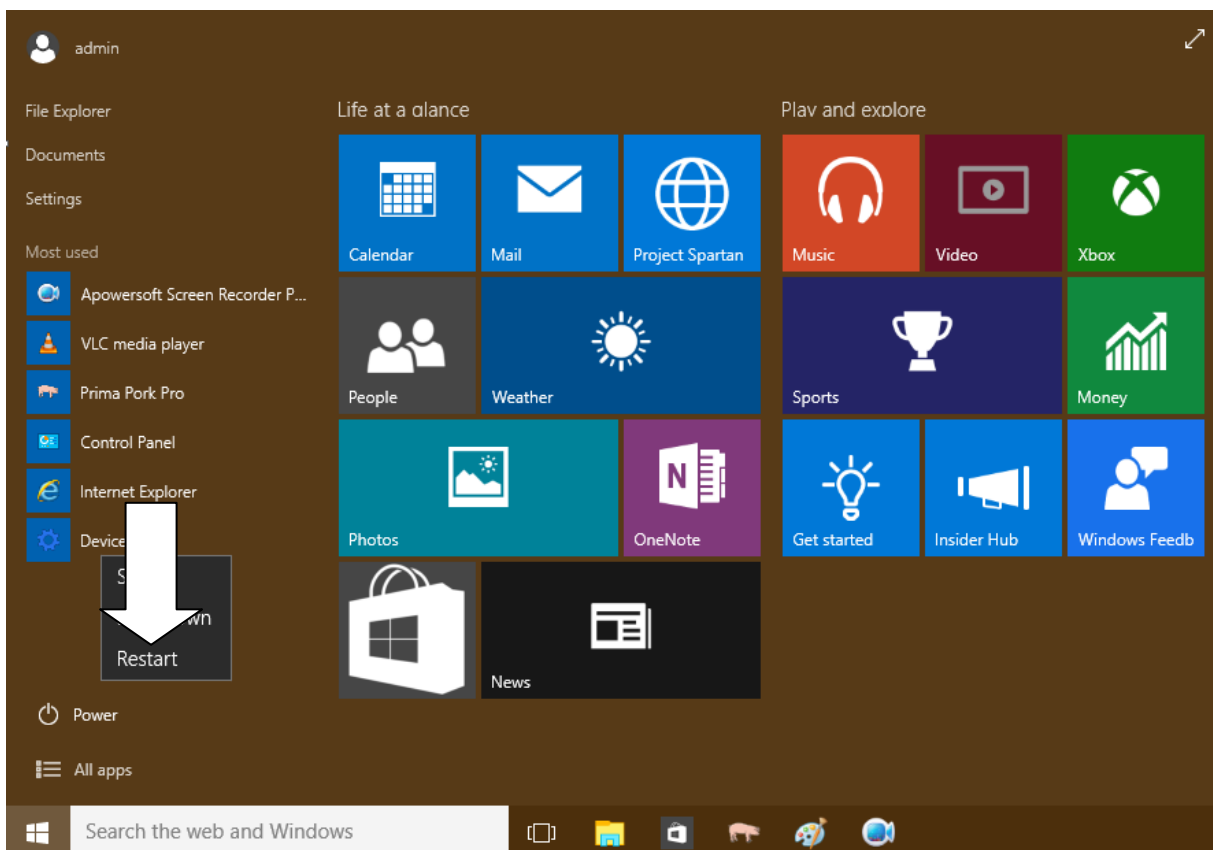 admin
File Explorer
Documents
Settings
Most used
Apowersoft Screen Recorder P...
VLC media player
Prima Pork Pro
Control Panel
Internet Explorer
Device
S
wn
Restart
Power
All apps
Life at a glance
Calendar
Mail
Project Spartan
People
Weather
Photos
N
OneNote
News
Play and explore
Music
Video
Xbox
Sports
Money
Get started
Insider Hub
Windows Feedb
Search the web and Windows